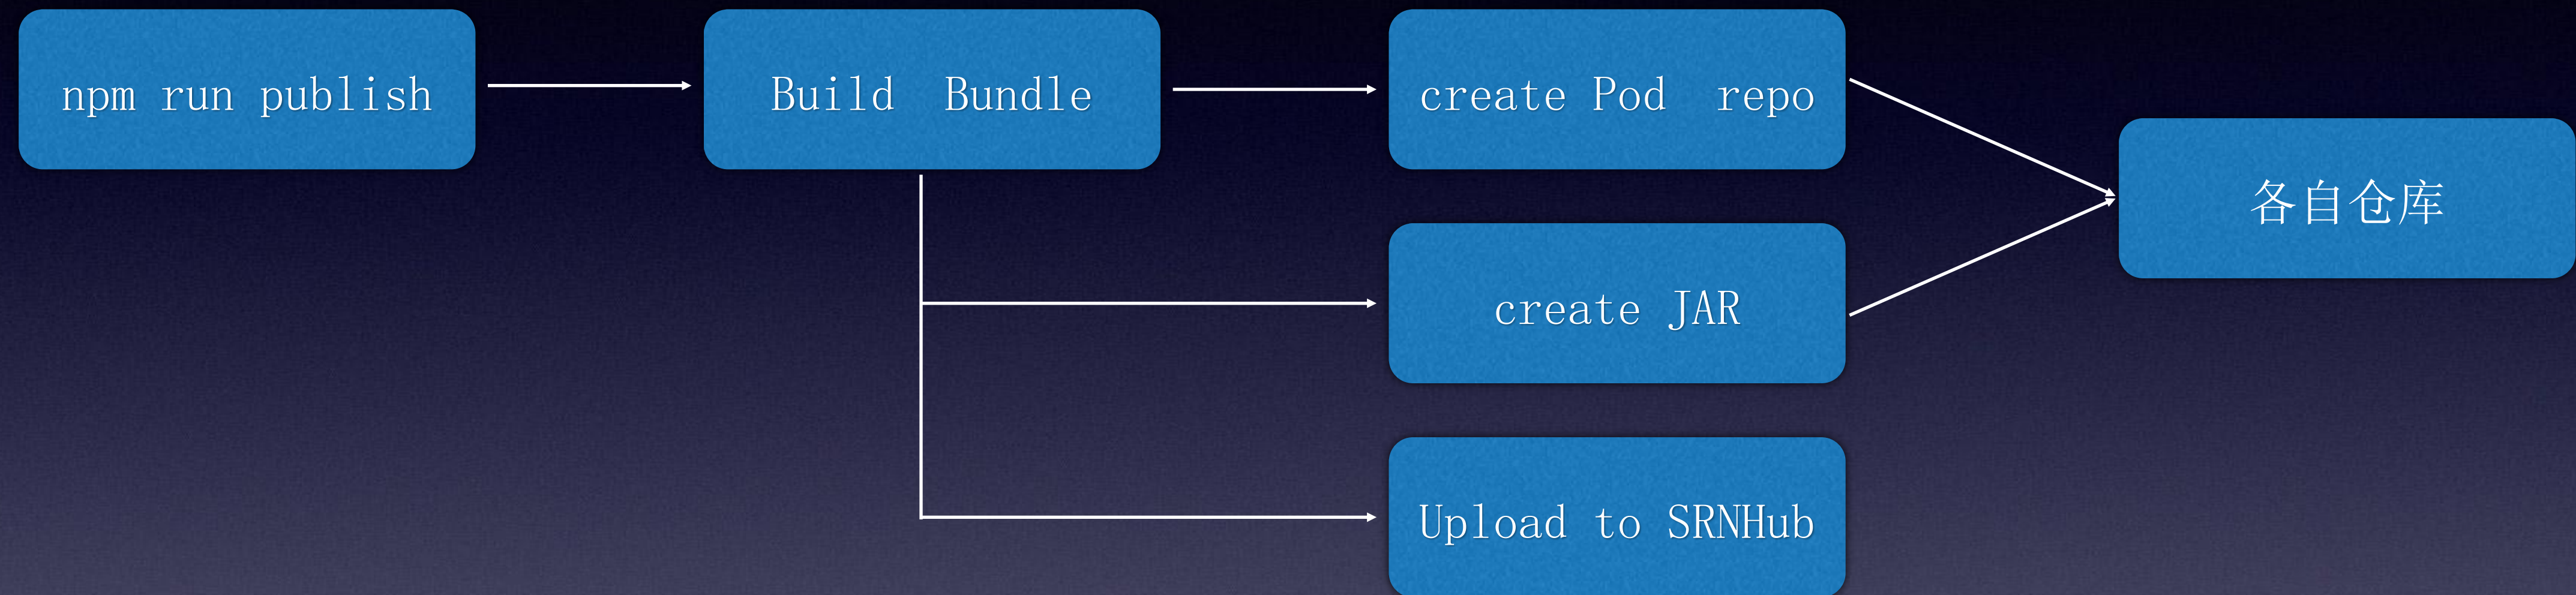 npm run publish
Build  Bundle
create Pod  repo
各自仓库
create JAR
Upload to SRNHub